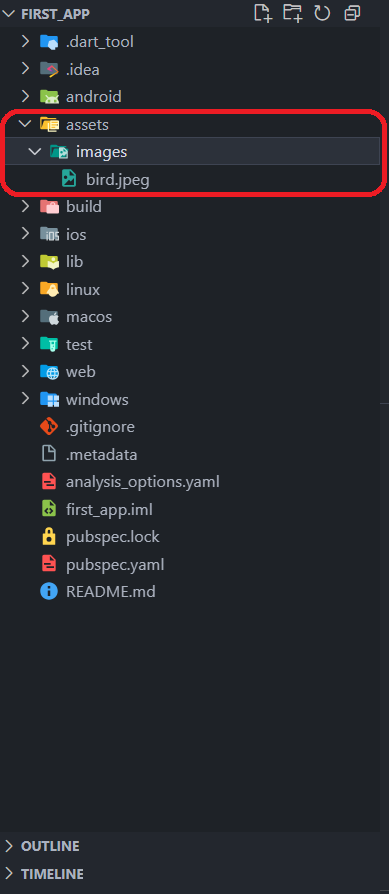 FIRST_APP
.dart_tool
.idea
android
assets
images
bird.jpeg
build
iOS
ios
lib
linux
macos
test
web
windows
.gitignore
.metadata
analysis_options.yaml
first_app.iml
pubspec.lock
pubspec.yaml
README.md
OUTLINE
TIMELINE